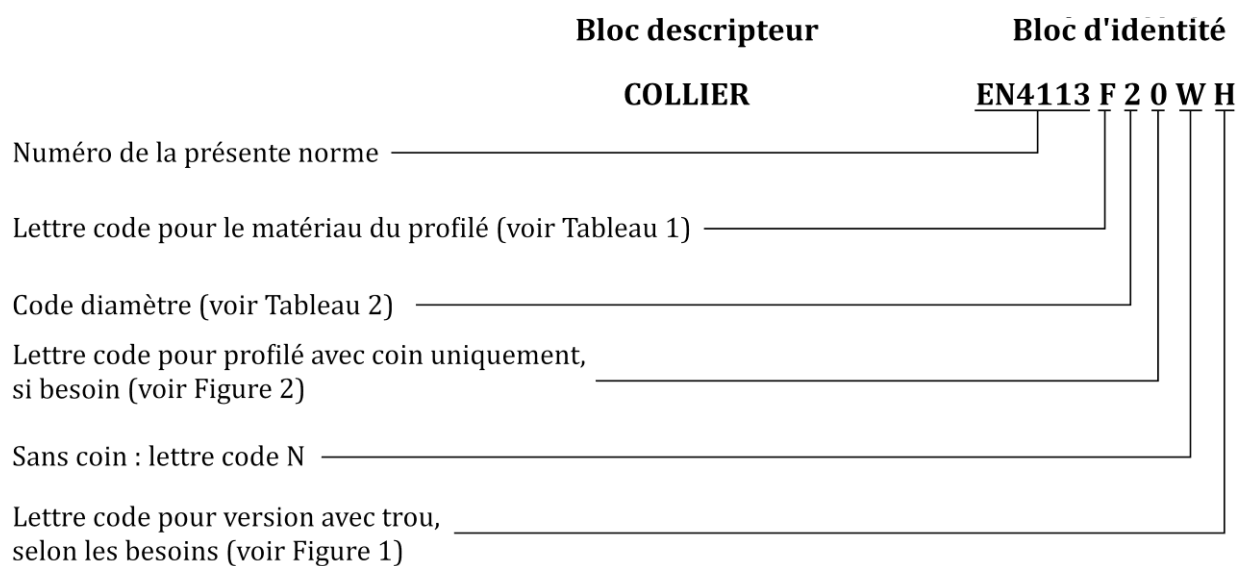 Bloc descripteur Bloc d'identité
COLLIER EN4113 F 2 0 W H
Numéro de la présente norme
Lettre code pour le matériau du profilé (voir Tableau 1)
Code diamètre (voir Tableau 2)
Lettre code pour profilé avec coin uniquement,
si besoin (voir Figure 2)
Sans coin : lettre code N
Lettre code pour version avec trou,
selon les besoins (voir Figure 1)